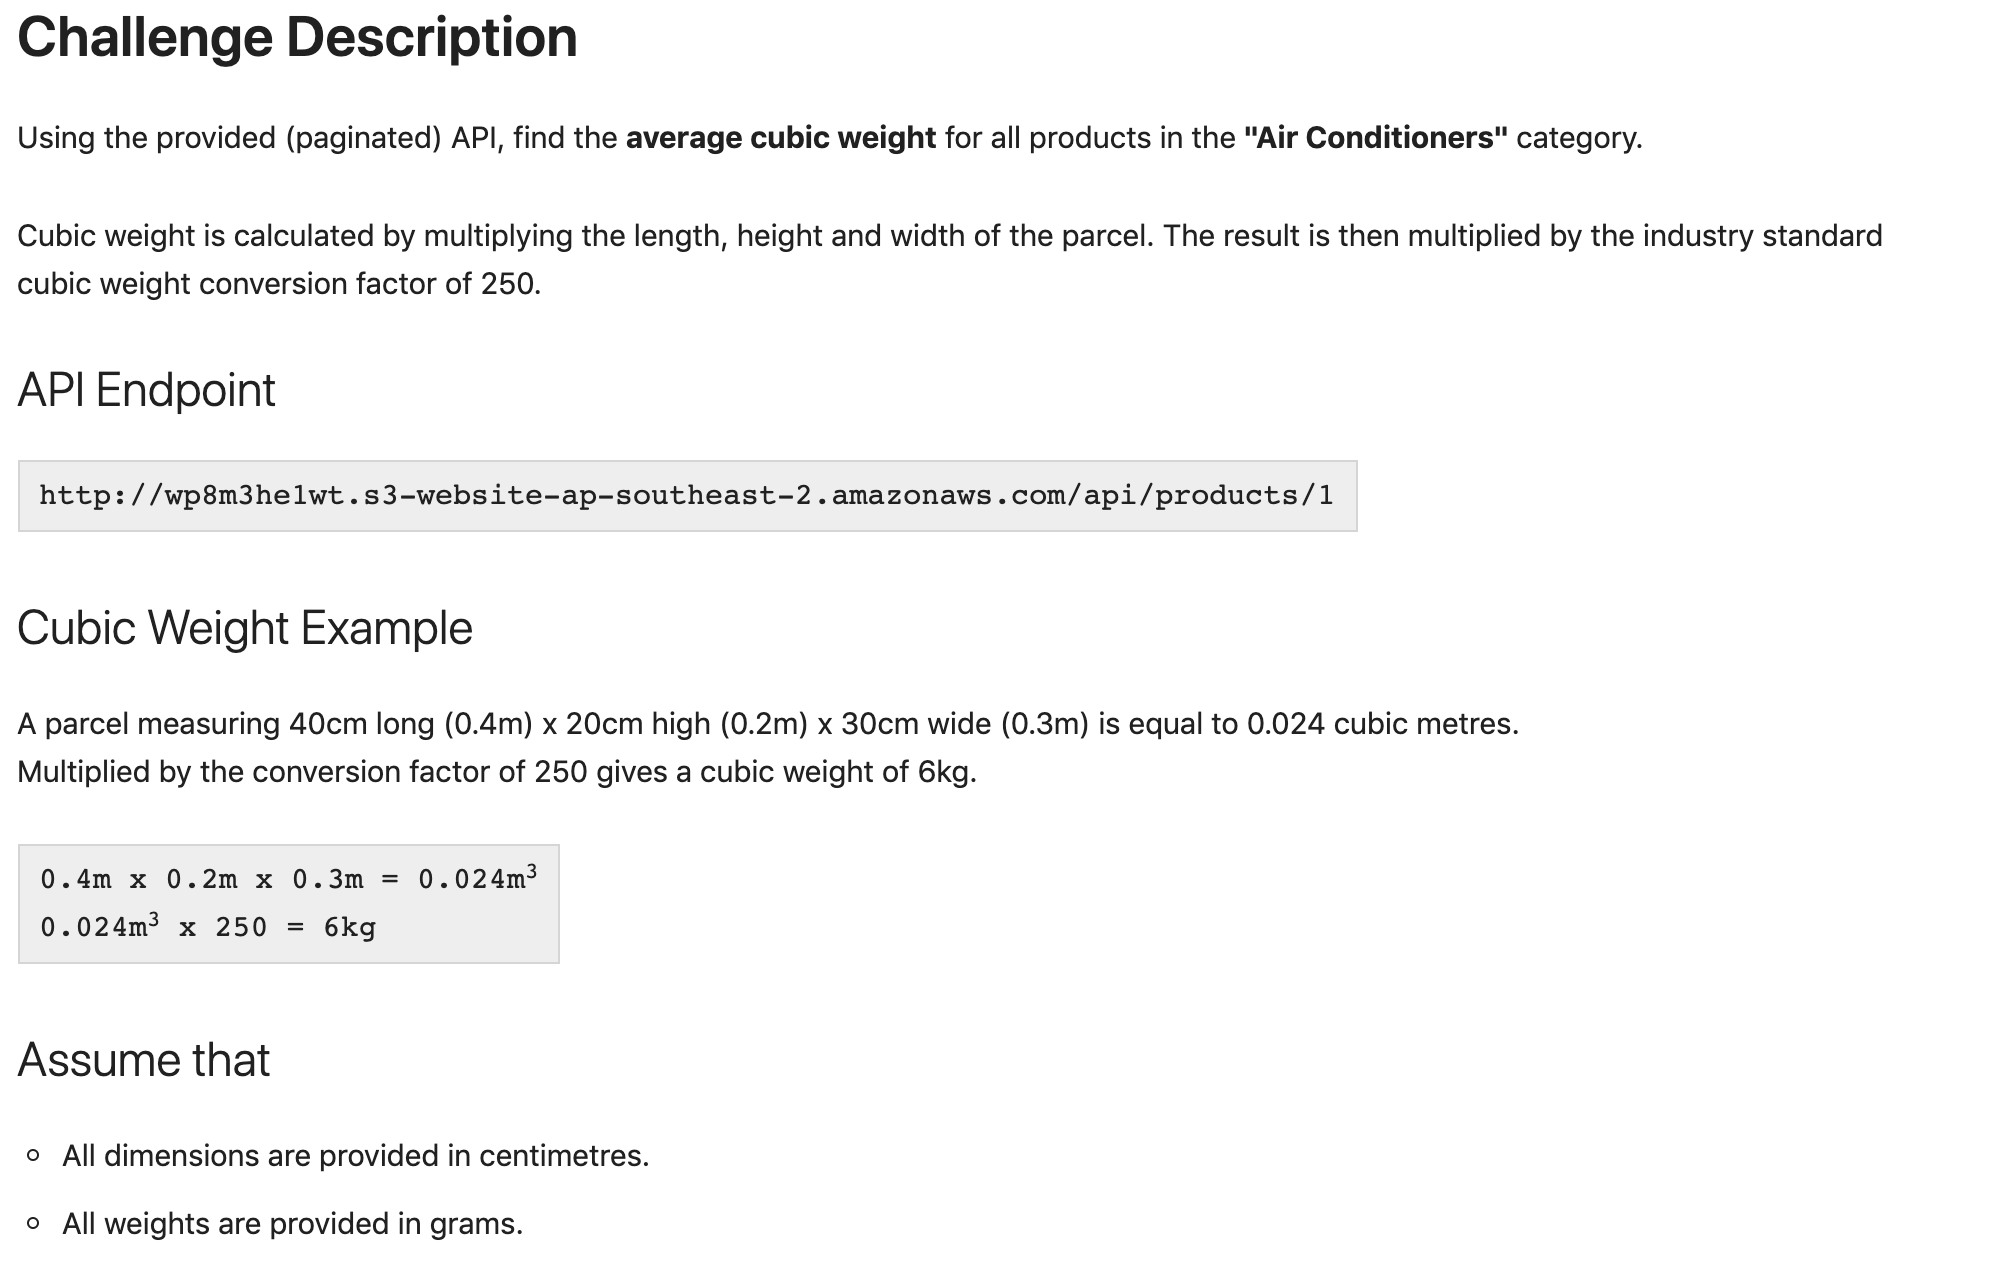 Challenge Description
Using the provided (paginated) API, find the average cubic weight for all products in the "Air Conditioners" category.
Cubic weight is calculated by multiplying the length, height and width of the parcel. The result is then multiplied by the industry standard
cubic weight conversion factor of 250.
API Endpoint
http://wp8m3he1wt.s3-website-ap-southeast-2.amazonaws.com/api/products/1
Cubic Weight Example
A parcel measuring 40cm long (0.4m) x 20cm high (0.2m) x 30cm wide (0.3m) is equal to 0.024 cubic metres.
Multiplied by the conversion factor of 250 gives a cubic weight of 6kg.
0.4m x 0.2m x 0.3m = 0.024m³
0.024m³ x 250 = 6kg
Assume that
All dimensions are provided in centimetres.
All weights are provided in grams.